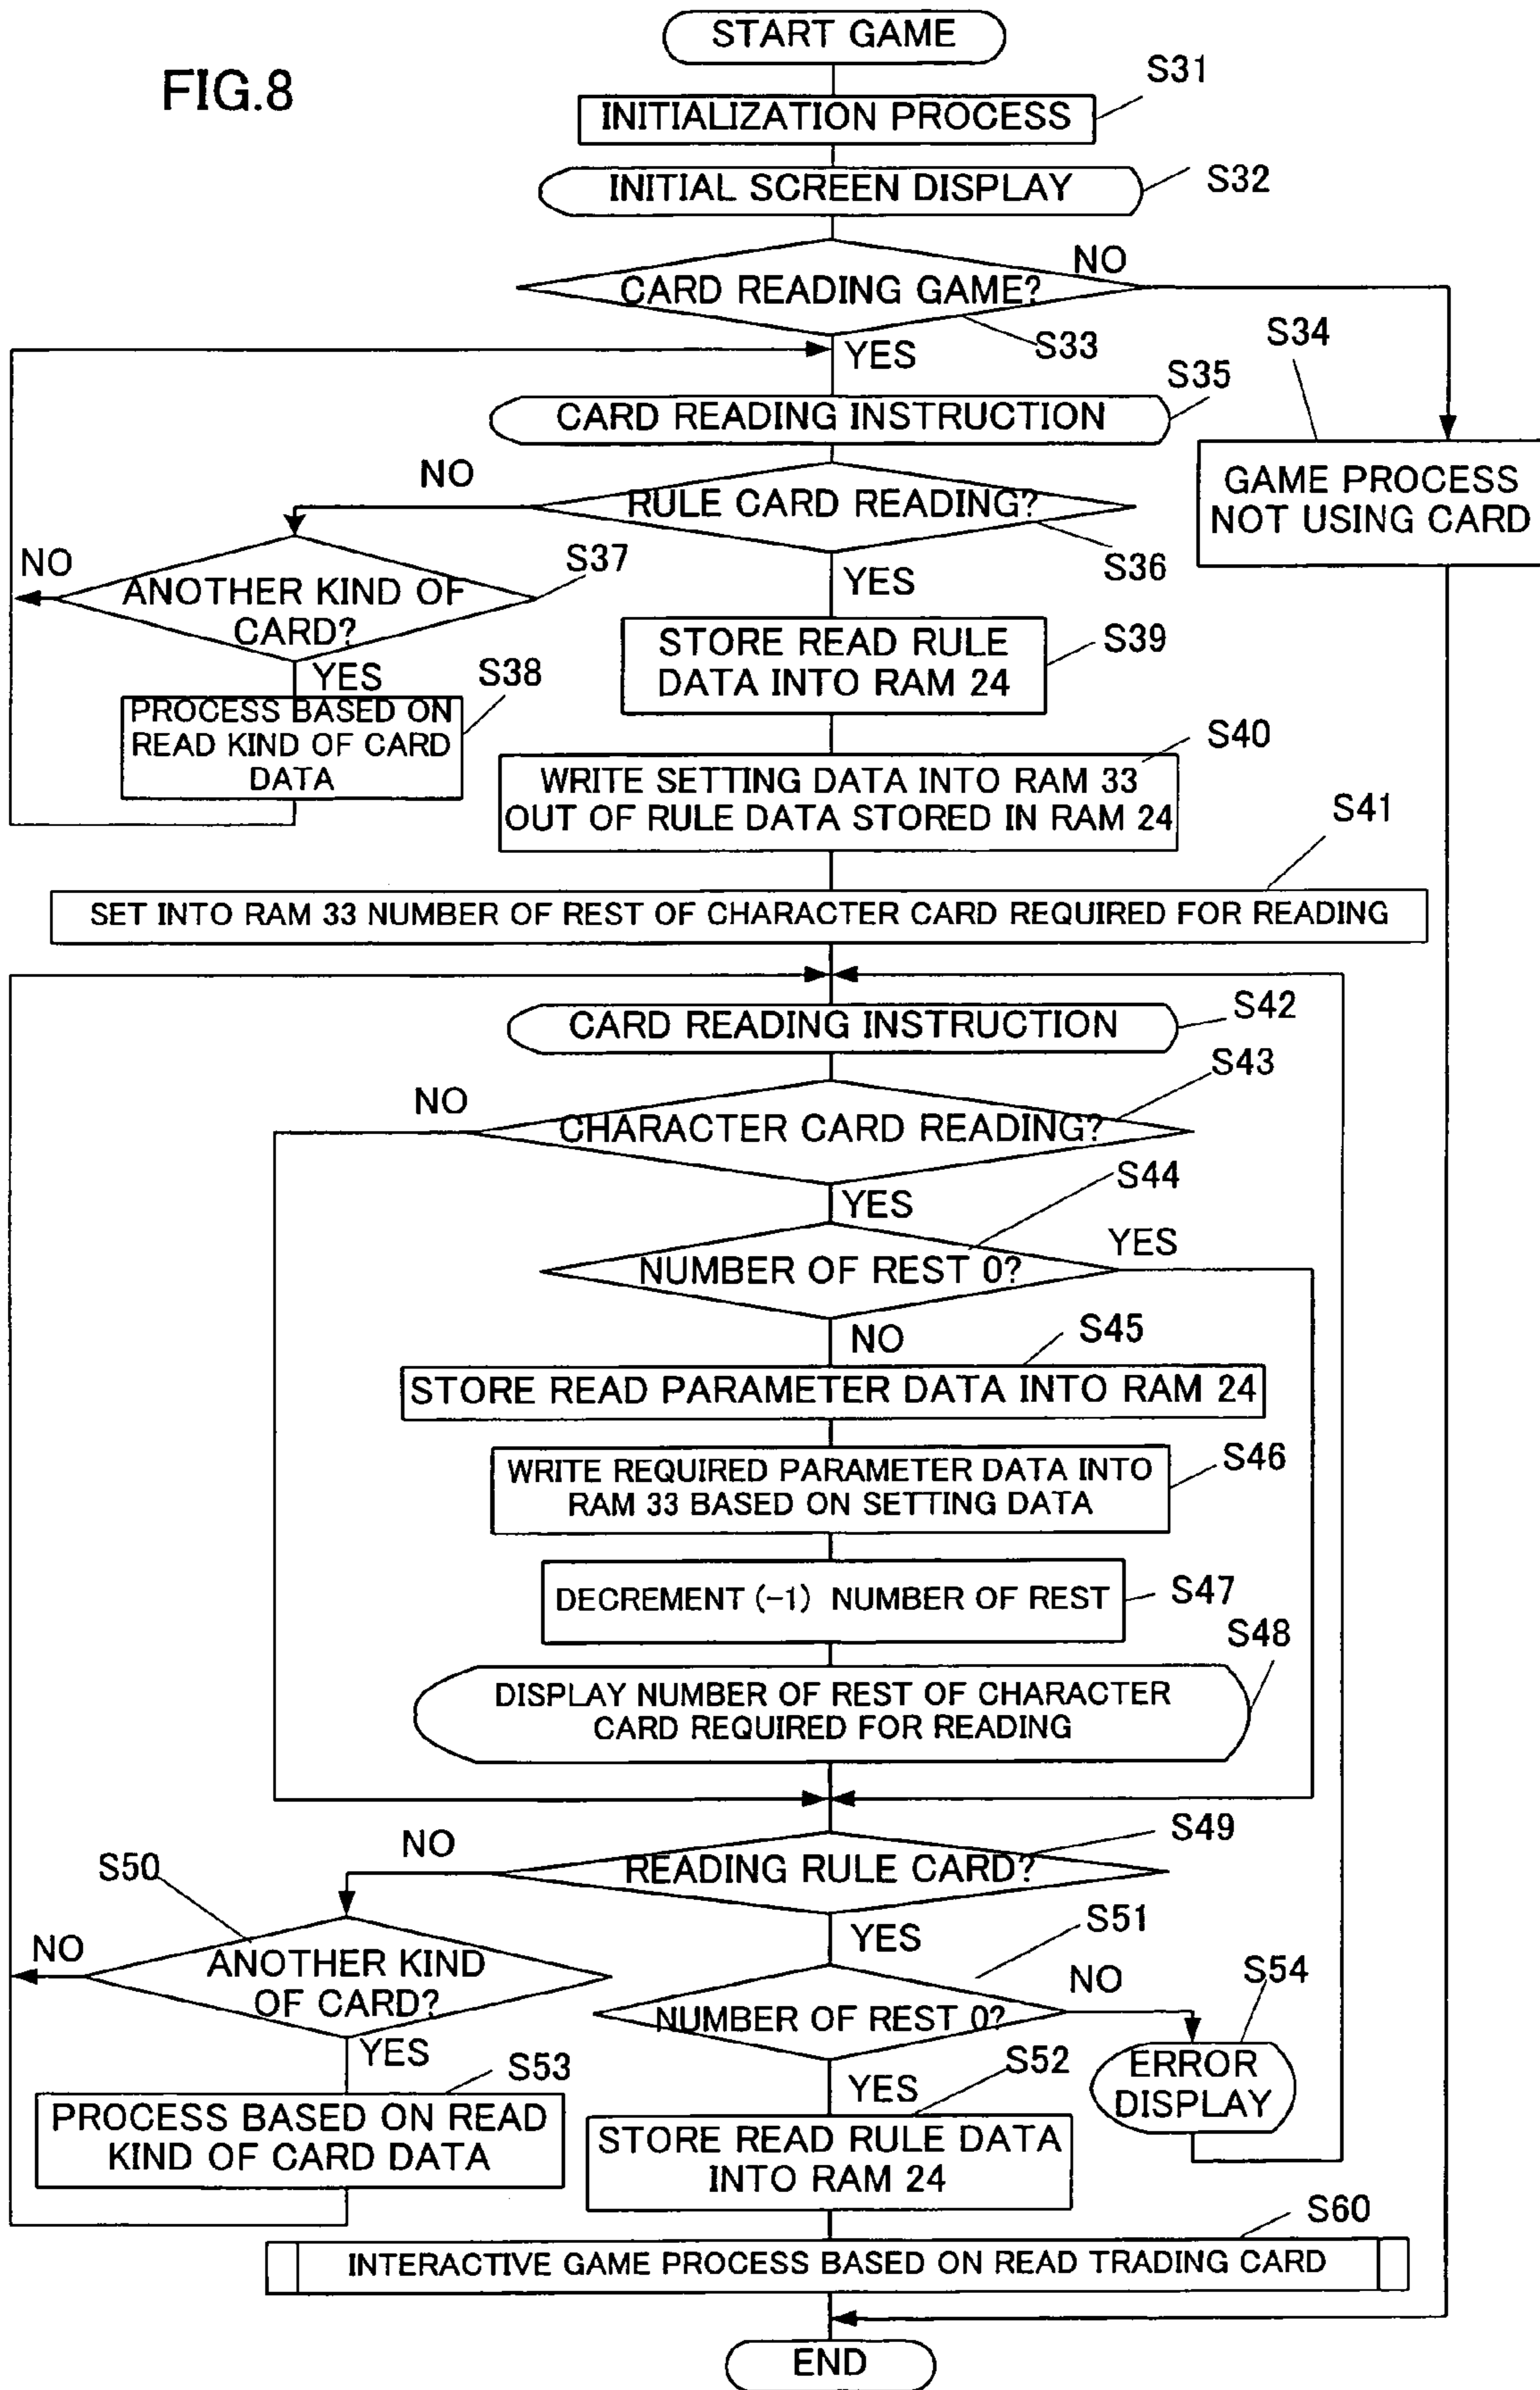 START GAME
FIG.8
S31
INITIALIZATION PROCESS
INITIAL SCREEN DISPLAY
S32
NO
CARD READING GAME?
S33
YES
S34
S35
CARD READING INSTRUCTION
NO
RULE CARD READING?
GAME PROCESS
NOT USING CARD
S36
YES
NO
S37
ANOTHER KIND OF
CARD?
YES
S38
PROCESS BASED ON
READ KIND OF CARD
DATA
STORE READ RULE
DATA INTO RAM 24
S39
S40
WRITE SETTING DATA INTO RAM 33
OUT OF RULE DATA STORED IN RAM 24
S41
SET INTO RAM 33 NUMBER OF REST OF CHARACTER CARD REQUIRED FOR READING
CARD READING INSTRUCTION
S42
S43
NO
CHARACTER CARD READING?
S44
YES
YES
NUMBER OF REST 0?
NO
S45
STORE READ PARAMETER DATA INTO RAM 24
WRITE REQUIRED PARAMETER DATA INTO
RAM 33 BASED ON SETTING DATA
S46
DECREMENT (-1) NUMBER OF REST
S47
S48
DISPLAY NUMBER OF REST OF CHARACTER
CARD REQUIRED FOR READING
S49
NO
READING RULE CARD?
S50
YES
S51
NO
ANOTHER KIND
OF CARD?
NO
S54
NUMBER OF REST 0?
YES
S53
YES
S52
ERROR
DISPLAY
PROCESS BASED ON READ
KIND OF CARD DATA
STORE READ RULE DATA
INTO RAM 24
S60
INTERACTIVE GAME PROCESS BASED ON READ TRADING CARD
END